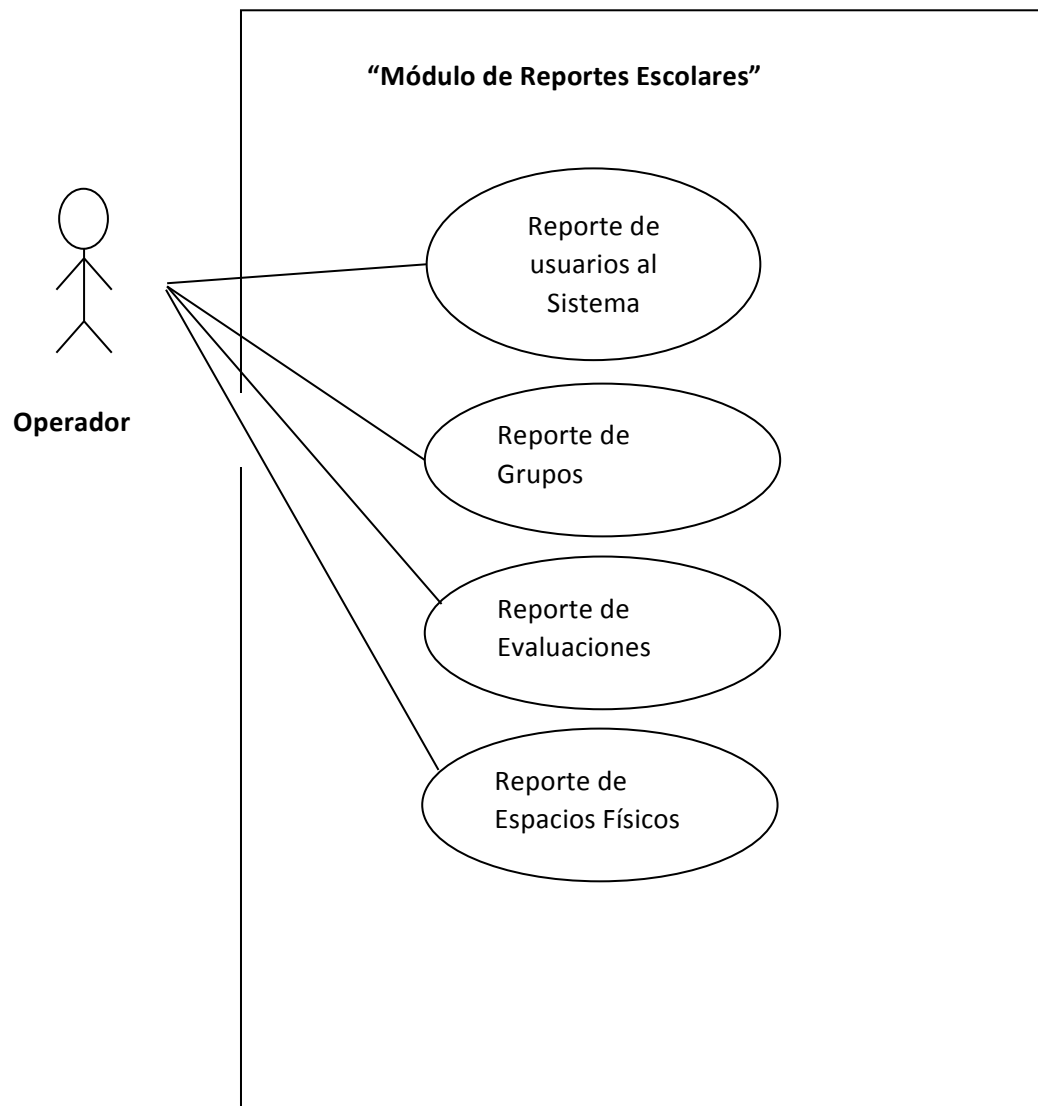 “Módulo de Reportes Escolares”
Reporte de
usuarios al
Sistema
Operador
Reporte de
Grupos
Reporte de
Evaluaciones
Reporte de
Espacios Físicos